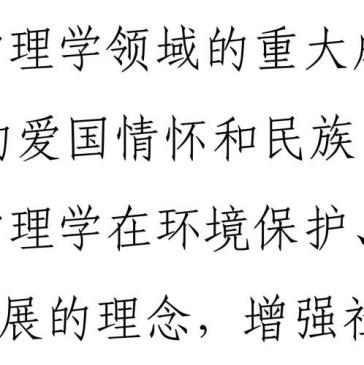 理学领域的重大
爱国情怀和民族
理学在环境保护、
展的理念，增强